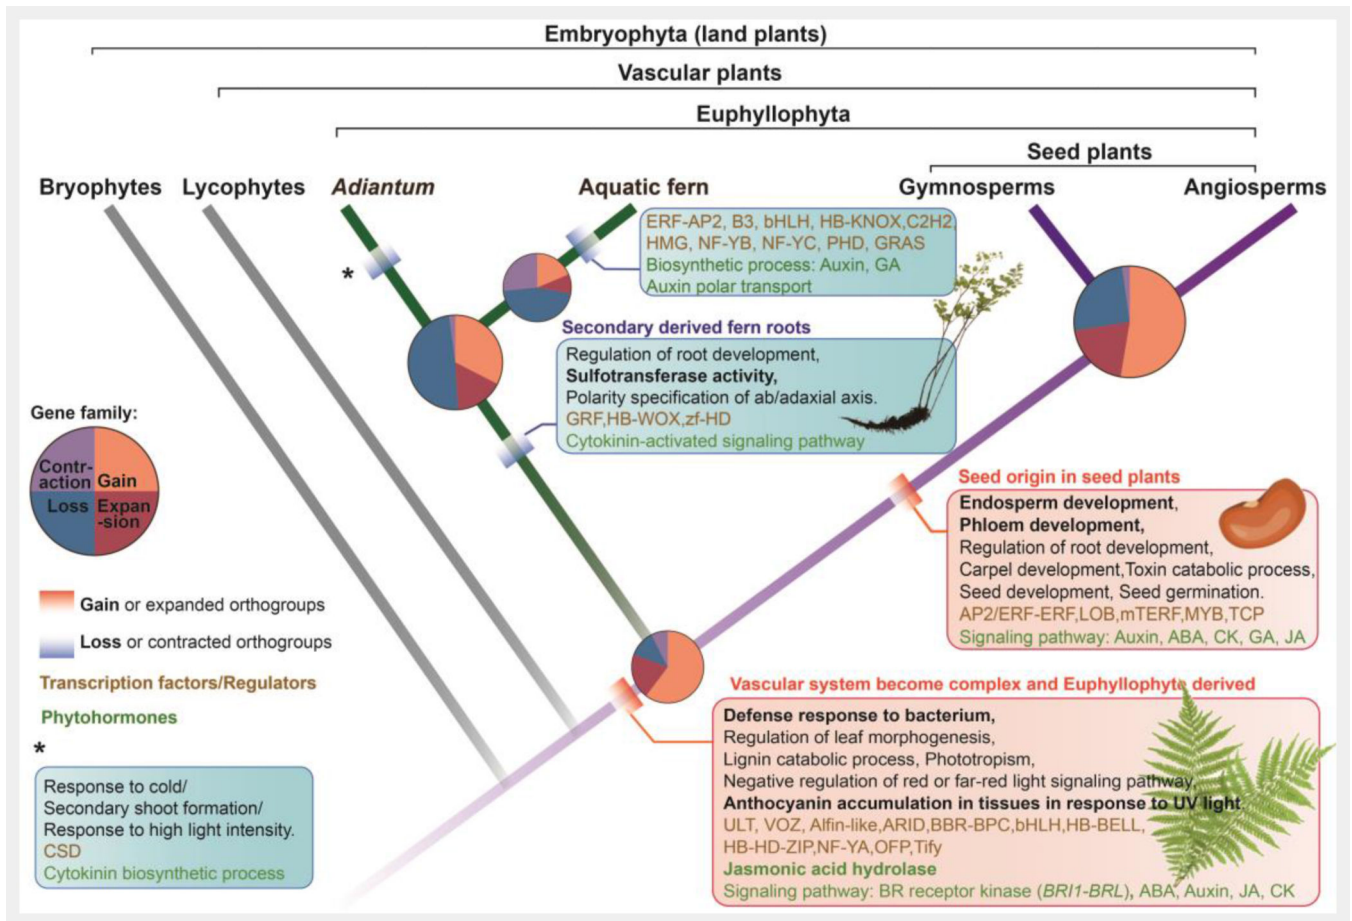 Embryophyta (land plants)
Vascular plants
Euphyllophyta
Seed plants
Bryophytes
Lycophytes
Adiantum
Aquatic fern
Gymnosperms
Angiosperms
ERF-AP2, B3, bHLH, HB-KNOX,C2H2,
HMG, NF-YB, NF-YC, PHD, GRAS
Biosynthetic process: Auxin, GA
Auxin polar transport
*
Secondary derived fern roots
Regulation of root development,
Sulfotransferase activity,
Polarity specification of ab/adaxial axis.
GRF,HB-WOX,zf-HD
Cytokinin-activated signaling pathway
Gene family:
Contr-
action
Gain
Loss
Expan
-sion
Seed origin in seed plants
Endosperm development,
Phloem development,
Regulation of root development,
Carpel development,Toxin catabolic process,
Seed development, Seed germination.
AP2/ERF-ERF,LOB,mTERF,MYB,TCP
Signaling pathway: Auxin, ABA, CK, GA, JA
Gain or expanded orthogroups
Loss or contracted orthogroups
Transcription factors/Regulators
Phytohormones
*
Response to cold/
Secondary shoot formation/
Response to high light intensity.
CSD
Cytokinin biosynthetic process
Vascular system become complex and Euphyllophyte derived
Defense response to bacterium,
Regulation of leaf morphogenesis,
Lignin catabolic process, Phototropism,
Negative regulation of red or far-red light signaling pathway,
Anthocyanin accumulation in tissues in response to UV light
ULT, VOZ, Alfin-like,ARID,BBR-BPC,bHLH,HB-BELL,
HB-HD-ZIP,NF-YA,OFP,Tify
Jasmonic acid hydrolase
Signaling pathway: BR receptor kinase (BRI1-BRL), ABA, Auxin, JA, CK